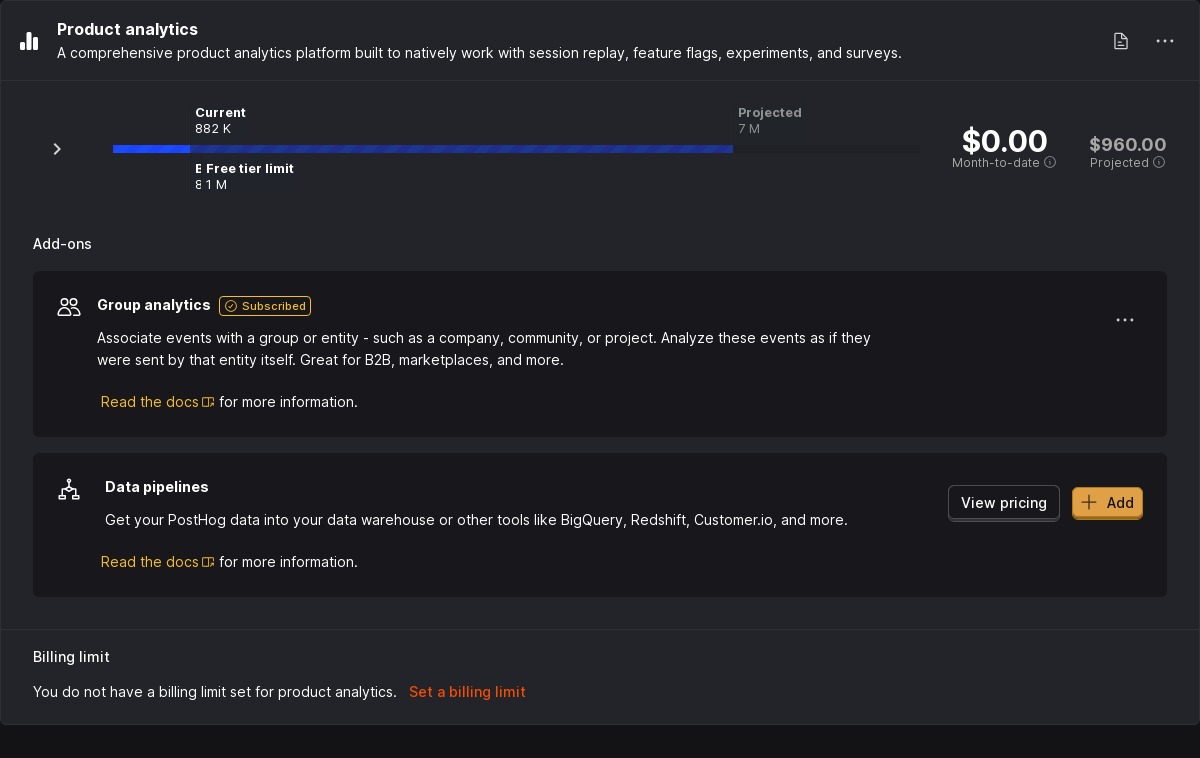 Product analytics
A comprehensive product analytics platform built to natively work with session replay, feature flags, experiments, and surveys.
Current
882 K
Projected
7 M
Free tier limit
1 M
$0.00
Month-to-date
$960.00
Projected
Add-ons
Group analytics Subscribed
Associate events with a group or entity - such as a company, community, or project. Analyze these events as if they
were sent by that entity itself. Great for B2B, marketplaces, and more.
Read the docs for more information.
Data pipelines
Get your PostHog data into your data warehouse or other tools like BigQuery, Redshift, Customer.io, and more.
Read the docs for more information.
View pricing
Add
Billing limit
You do not have a billing limit set for product analytics. Set a billing limit